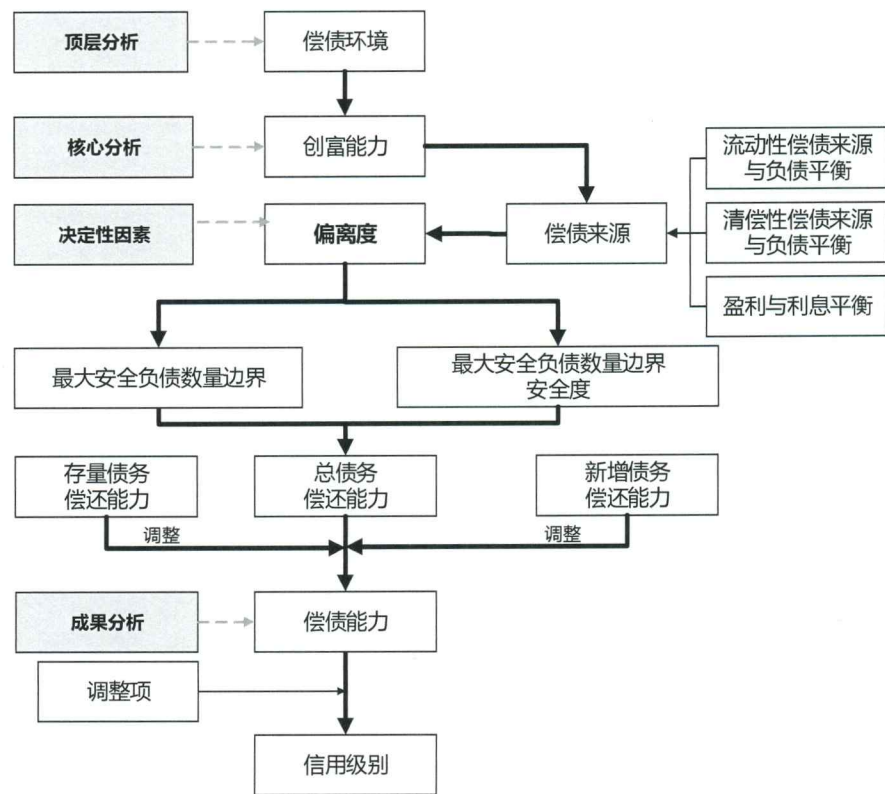 顶层分析
偿债环境
核心分析
创富能力
流动性偿债来源
与负债平衡
决定性因素
偏离度
偿债来源
清偿性偿债来源
与负债平衡
盈利与利息平衡
最大安全负债数量边界
最大安全负债数量边界
安全度
存量债务
偿还能力
总债务
偿还能力
新增债务
偿还能力
调整
调整
成果分析
偿债能力
调整项
信用级别